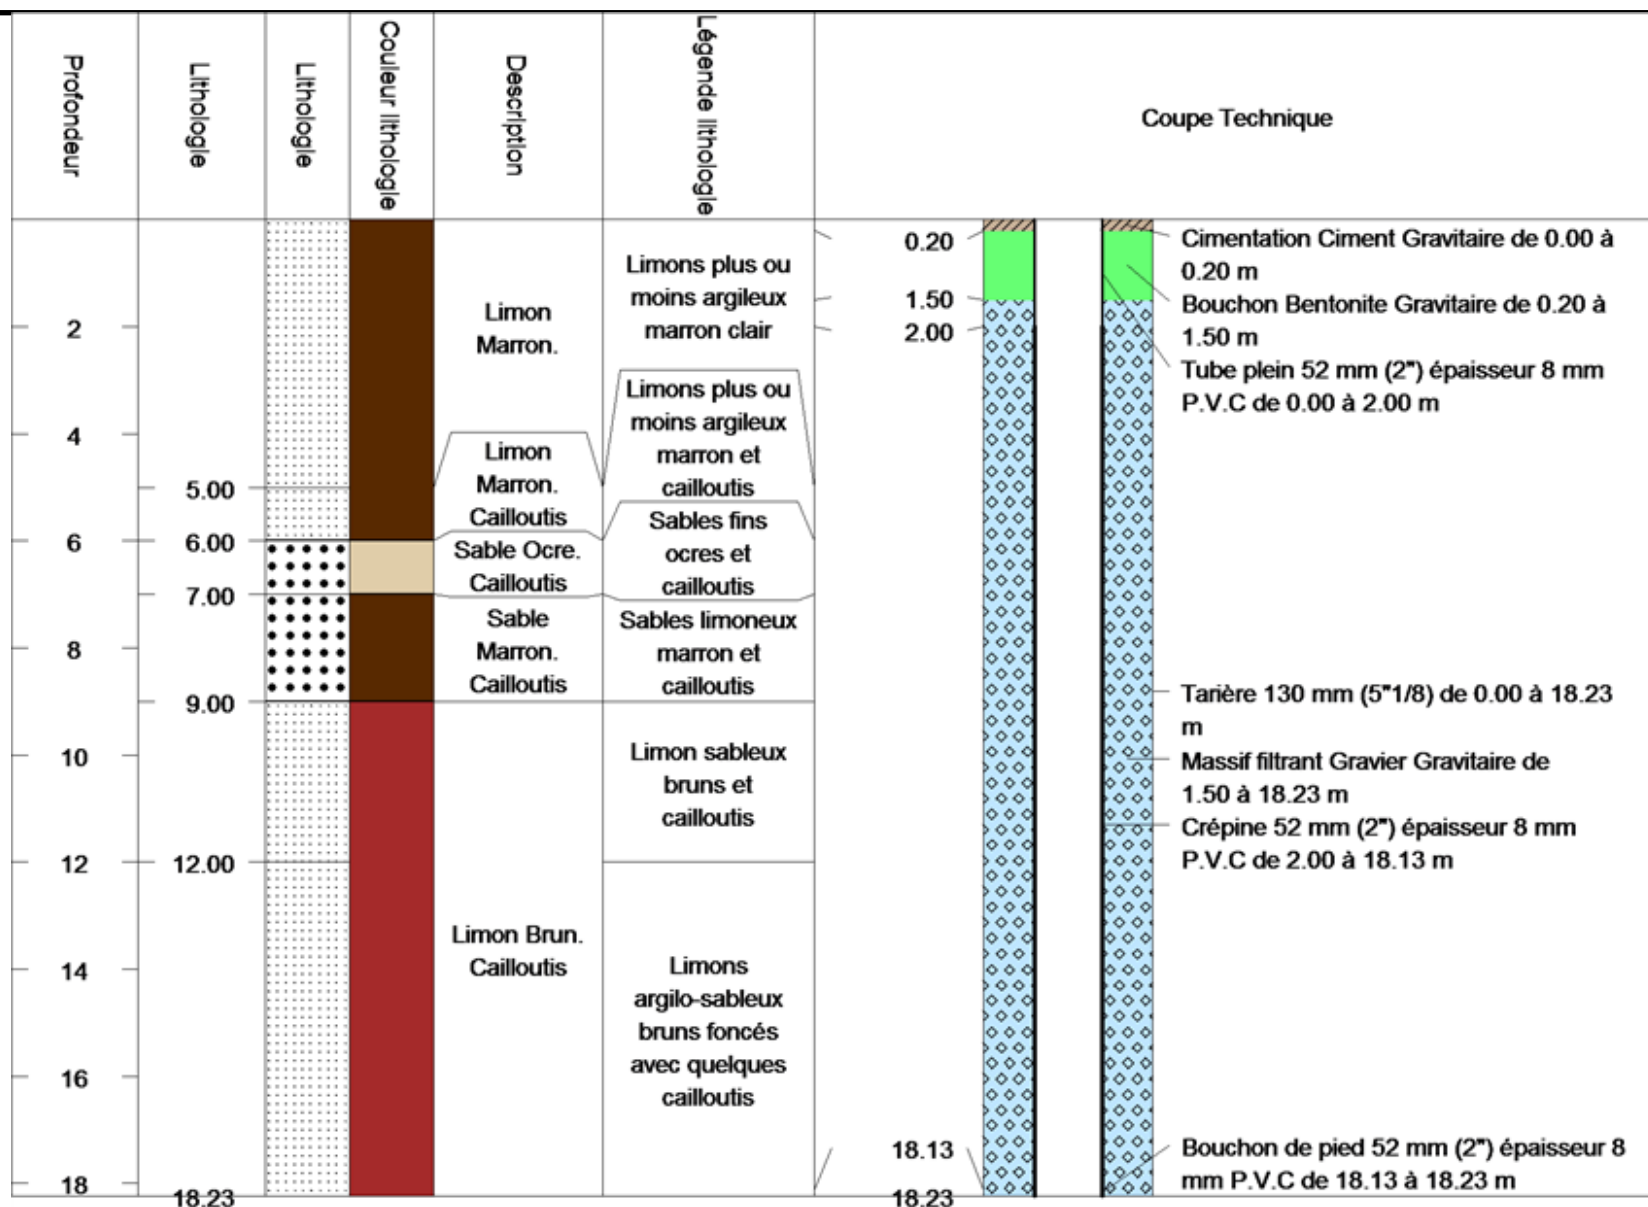 Profondeur
Lithologie
Lithologie
Couleur lithologie
Description
Légende lithologie
Coupe Technique
2
4
6
8
10
12
14
16
18
5.00
6.00
7.00
9.00
12.00
18.23
Limon
Marron.
Limon
Marron.
Cailloutis
Sable Ocre.
Cailloutis
Sable
Marron.
Cailloutis
Limon Brun.
Cailloutis
Limons plus ou
moins argileux
marron clair
Limons plus ou
moins argileux
marron et
cailloutis
Sables fins
ocres et
cailloutis
Sables limoneux
marron et
cailloutis
Limon sableux
bruns et
cailloutis
Limons
argilo-sableux
bruns foncés
avec quelques
cailloutis
0.20
1.50
2.00
18.13
18.23
Cimentation Ciment Gravitaire de 0.00 à
0.20 m
Bouchon Bentonite Gravitaire de 0.20 à
1.50 m
Tube plein 52 mm (2") épaisseur 8 mm
P.V.C de 0.00 à 2.00 m
Tarière 130 mm (5"1/8) de 0.00 à 18.23
m
Massif filtrant Gravier Gravitaire de
1.50 à 18.23 m
Crépine 52 mm (2") épaisseur 8 mm
P.V.C de 2.00 à 18.13 m
Bouchon de pied 52 mm (2") épaisseur 8
mm P.V.C de 18.13 à 18.23 m